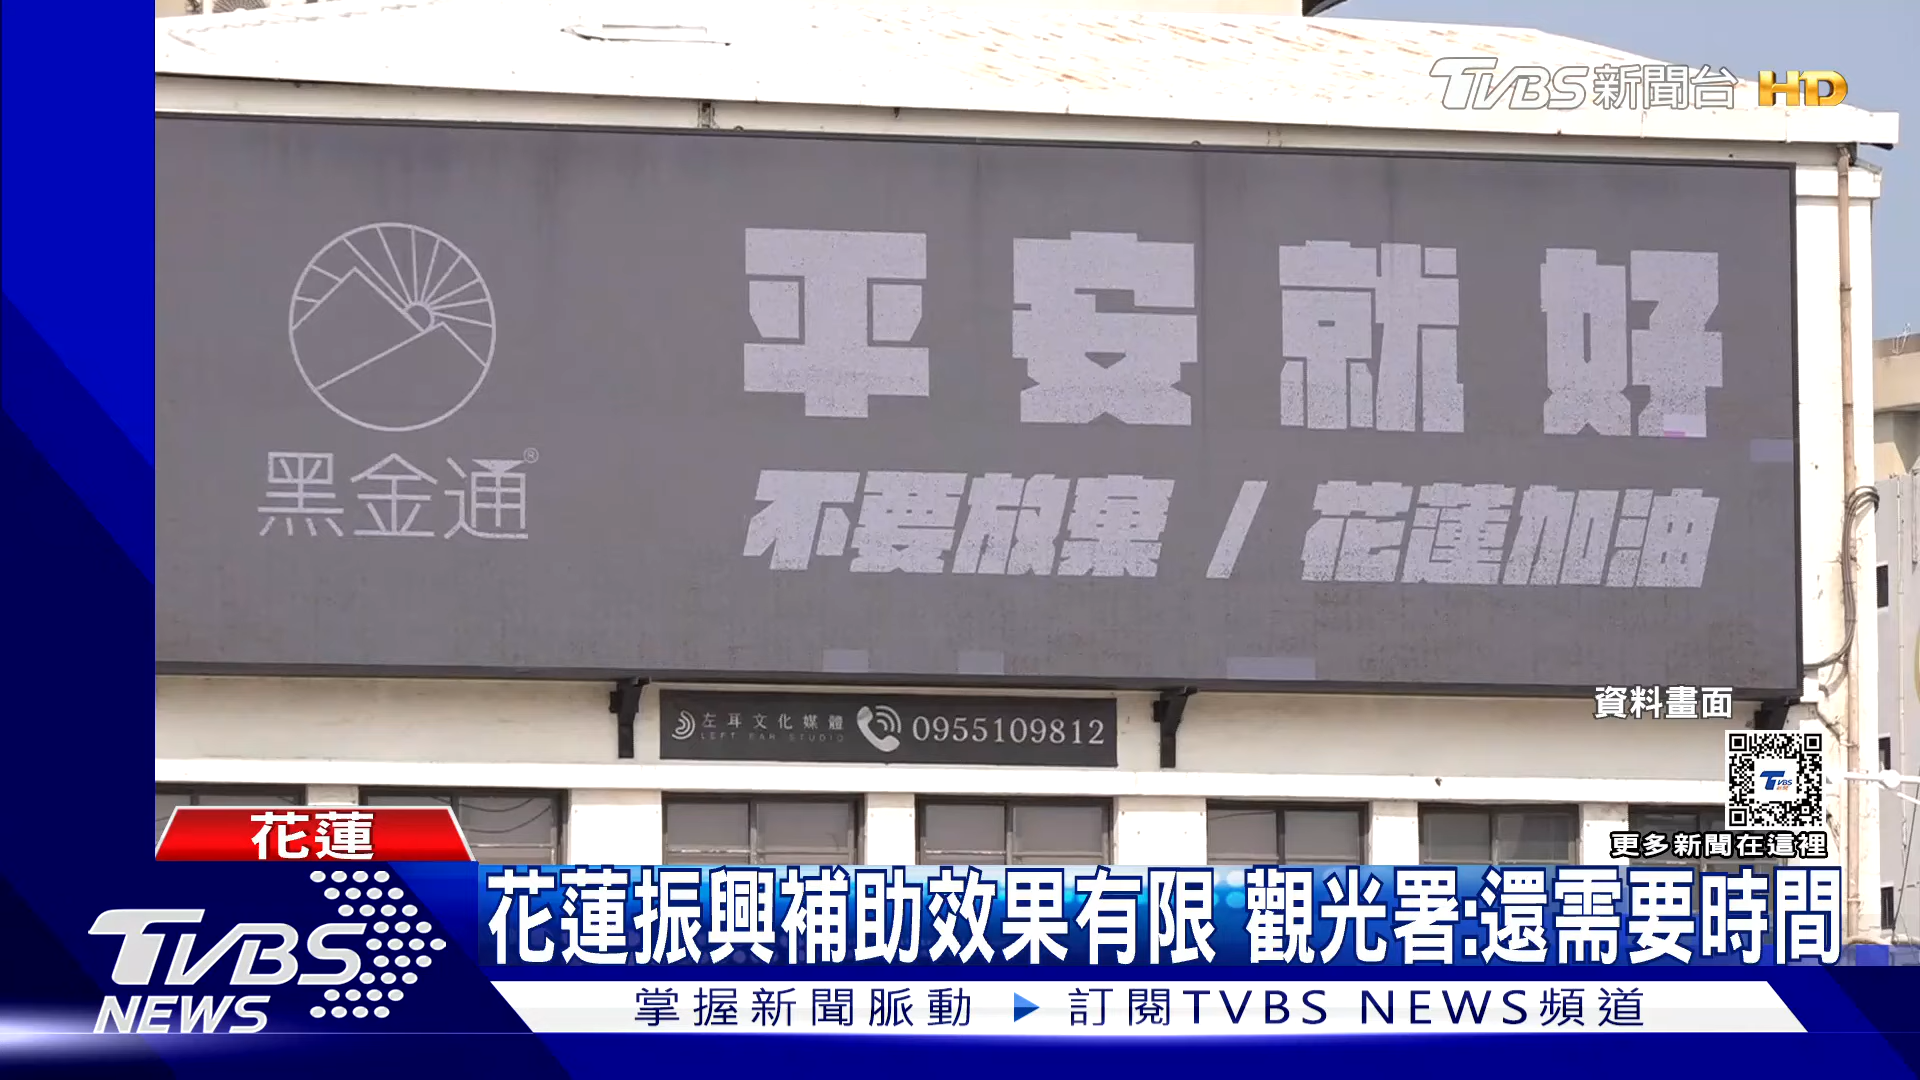 TVBS新聞台 HD
平安就好
黑金通®
不要放棄 / 花蓮加油
左耳文化媒體 0955109812
LEFT EAR STUDIO
資料畫面
TVBS
新聞
更多新聞在這裡
花蓮
花蓮振興補助效果有限 觀光署:還需要時間
TVBS
NEWS
掌握新聞脈動 ▶ 訂閱TVBS NEWS頻道